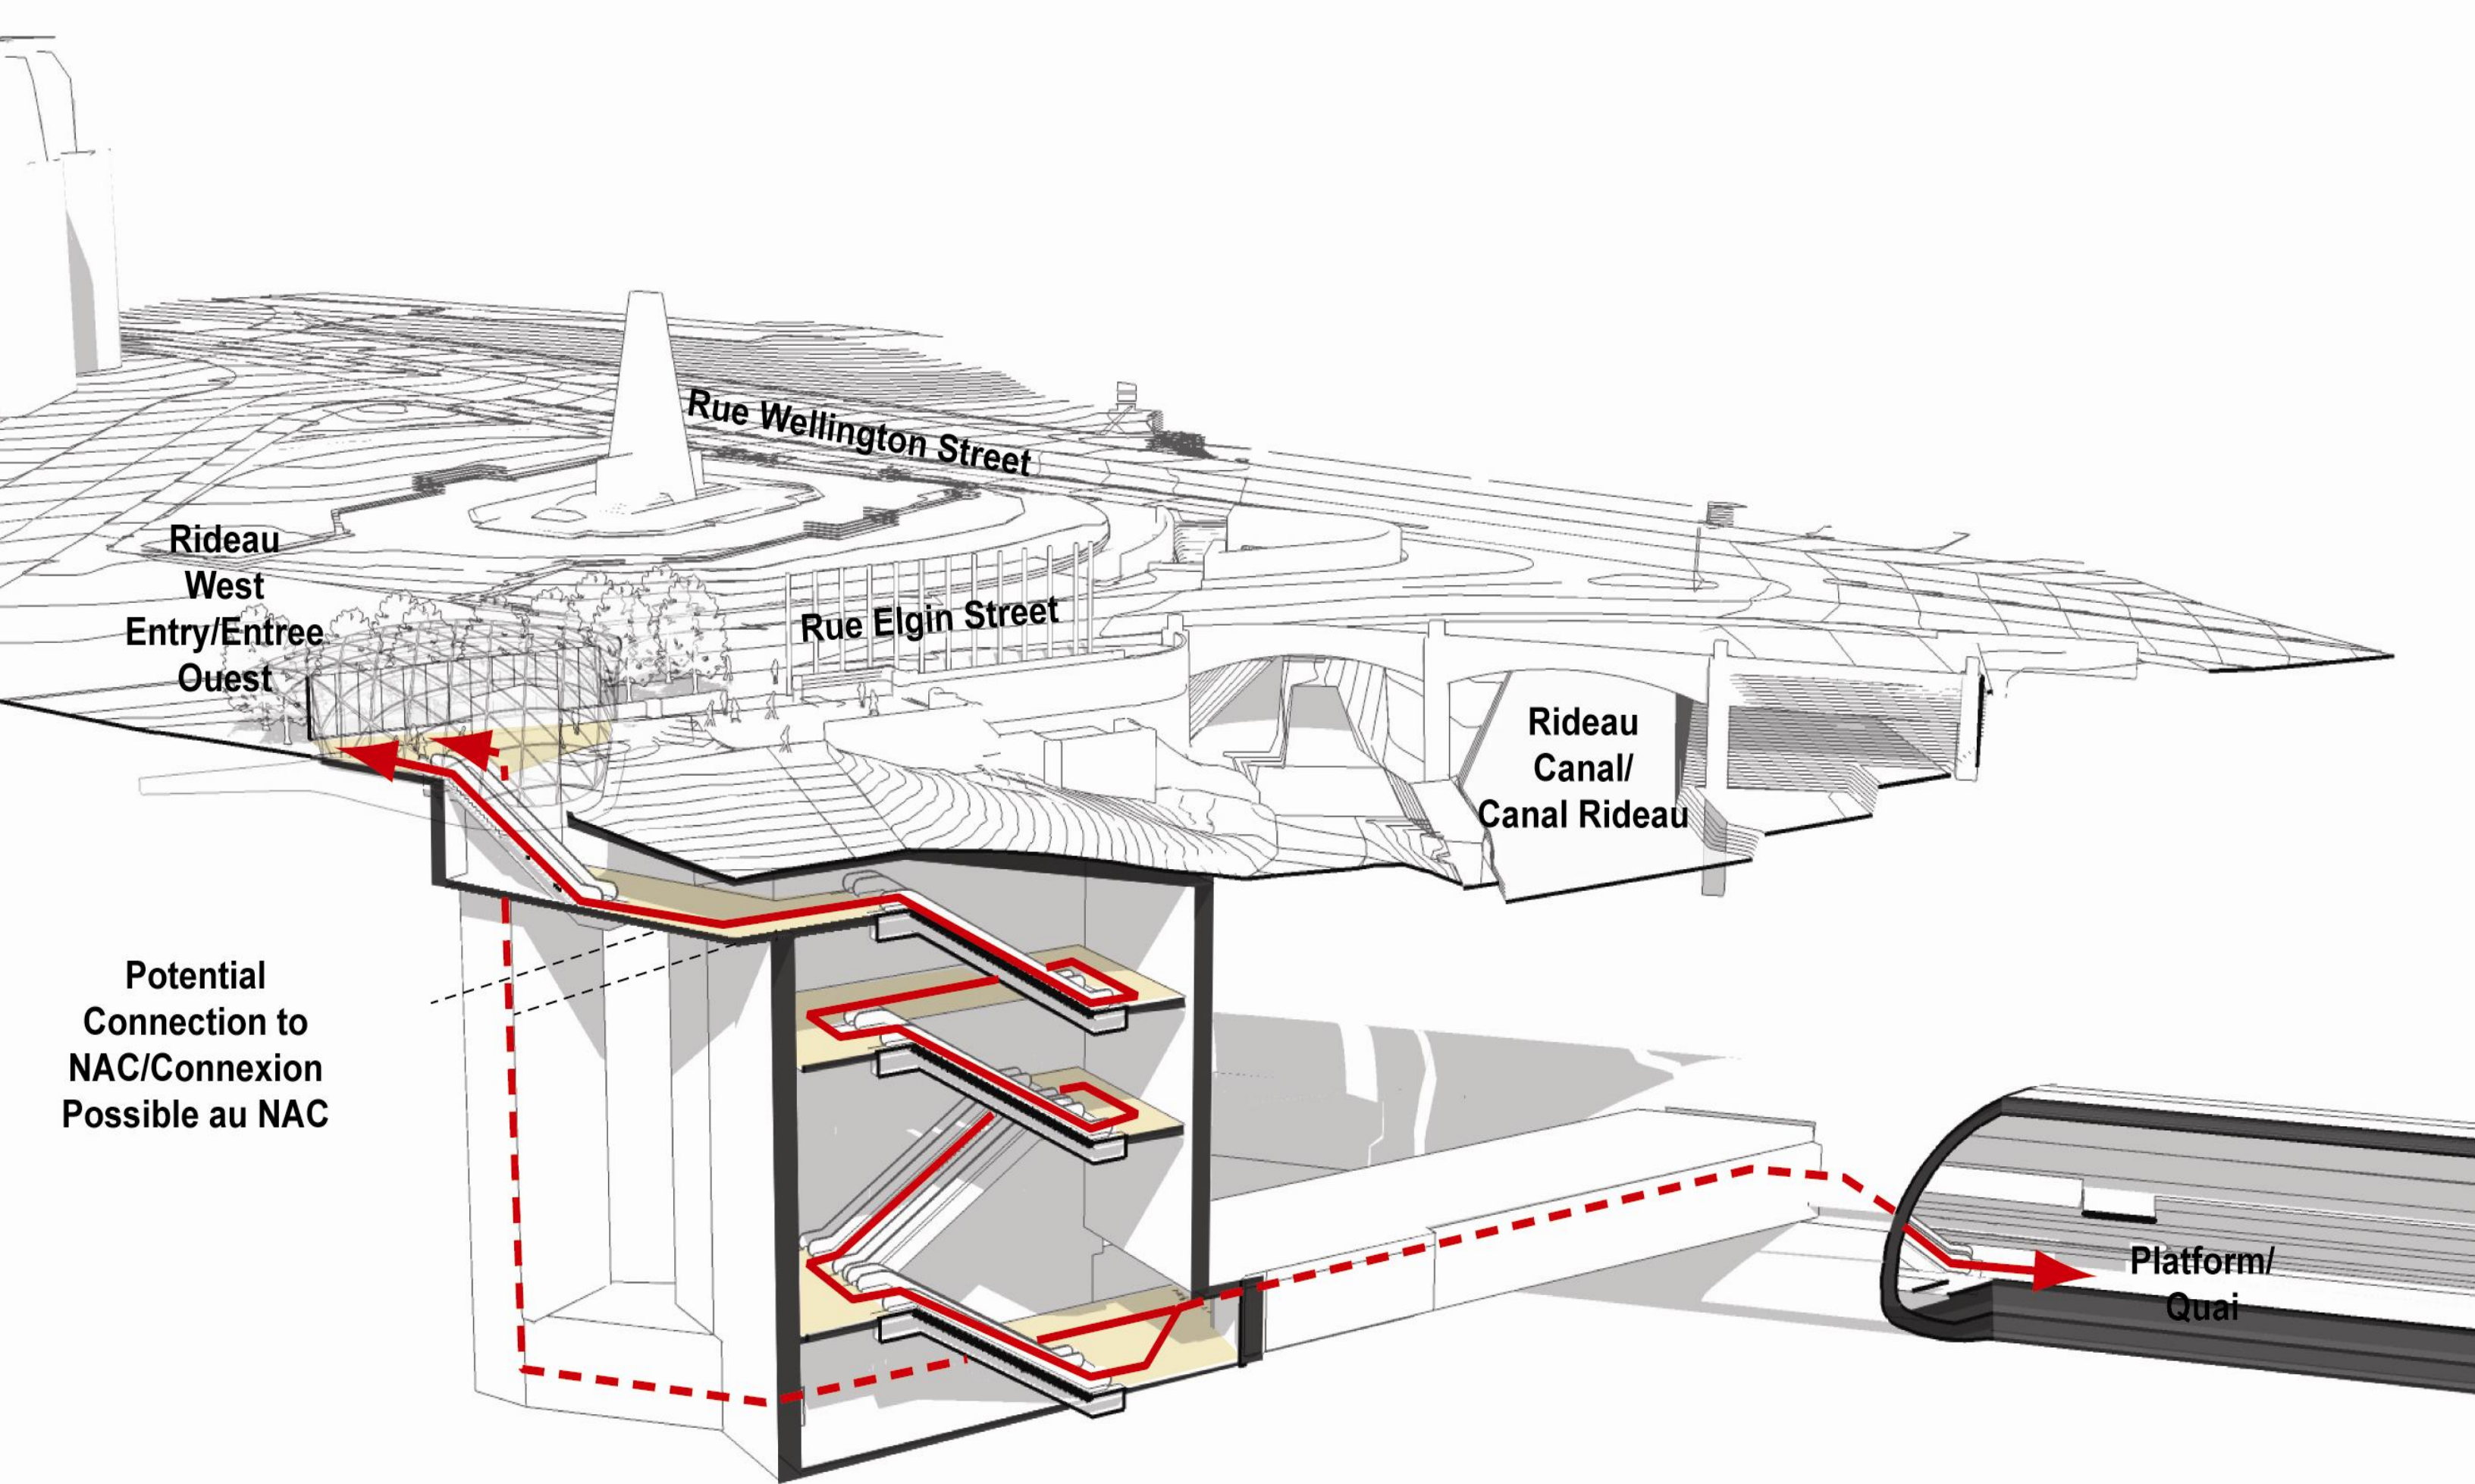 Rue Wellington Street
Rideau
West
Entry/Entree
Ouest
Rue Elgin Street
Rideau
Canal/
Canal Rideau
Potential
Connection to
NAC/Connexion
Possible au NAC
Platform/
Quai